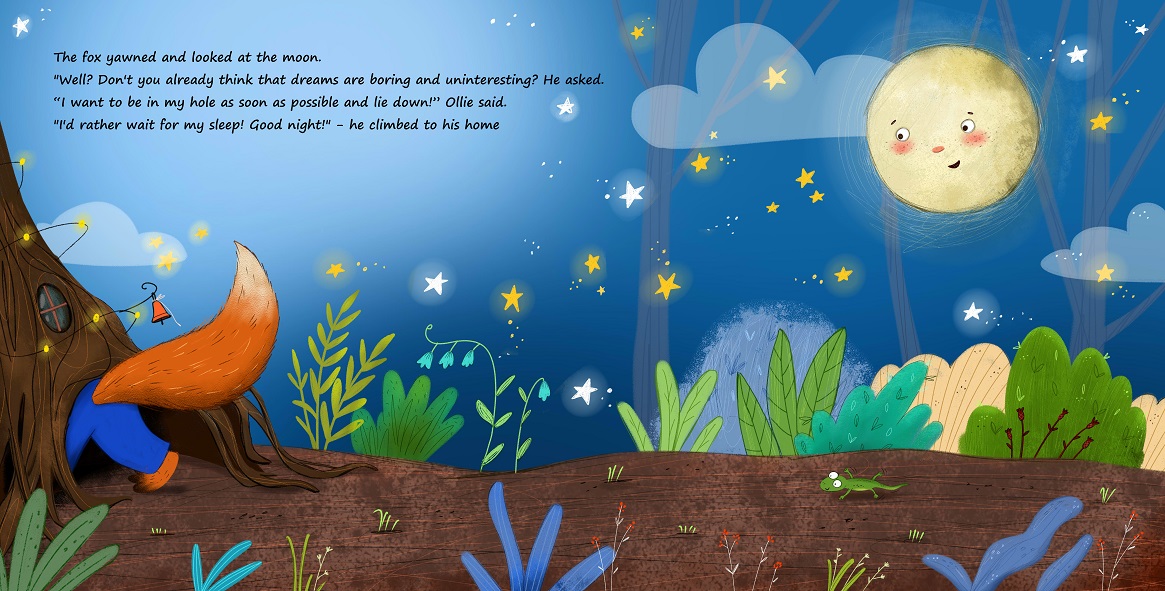 The fox yawned and looked at the moon.
"Well? Don't you already think that dreams are boring and uninteresting? He asked.
“I want to be in my hole as soon as possible and lie down!” Ollie said.
"I'd rather wait for my sleep! Good night!" - he climbed to his home